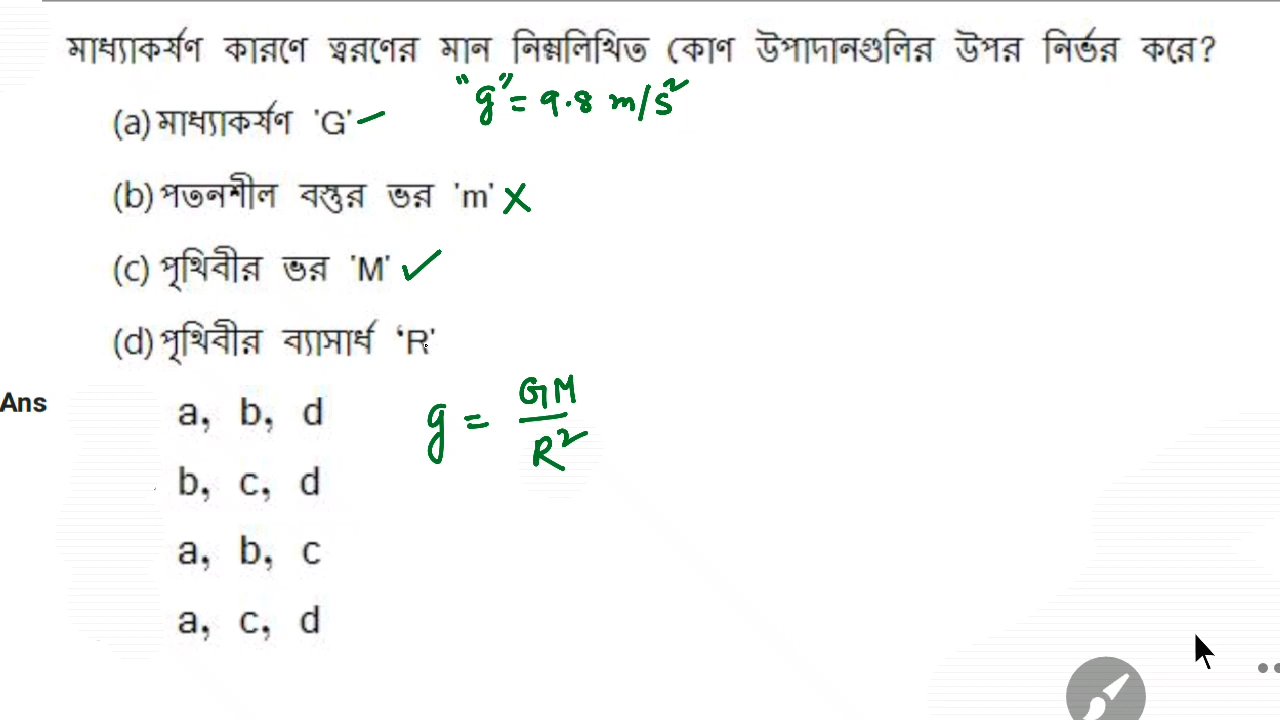 মাধ্যাকর্ষণ কারণে ত্বরণের মান নিম্নলিখিত কোণ উপাদানগুলির উপর নির্ভর করে?
"g" = 9.8 m/s²
(a) মাধ্যাকর্ষণ 'G'
(b) পতনশীল বস্তুর ভর 'm'
(c) পৃথিবীর ভর 'M'
(d) পৃথিবীর ব্যাসার্ধ ‘R'
Ans
a, b, d
g = GM / R²
b, c, d
a, b, c
a, c, d